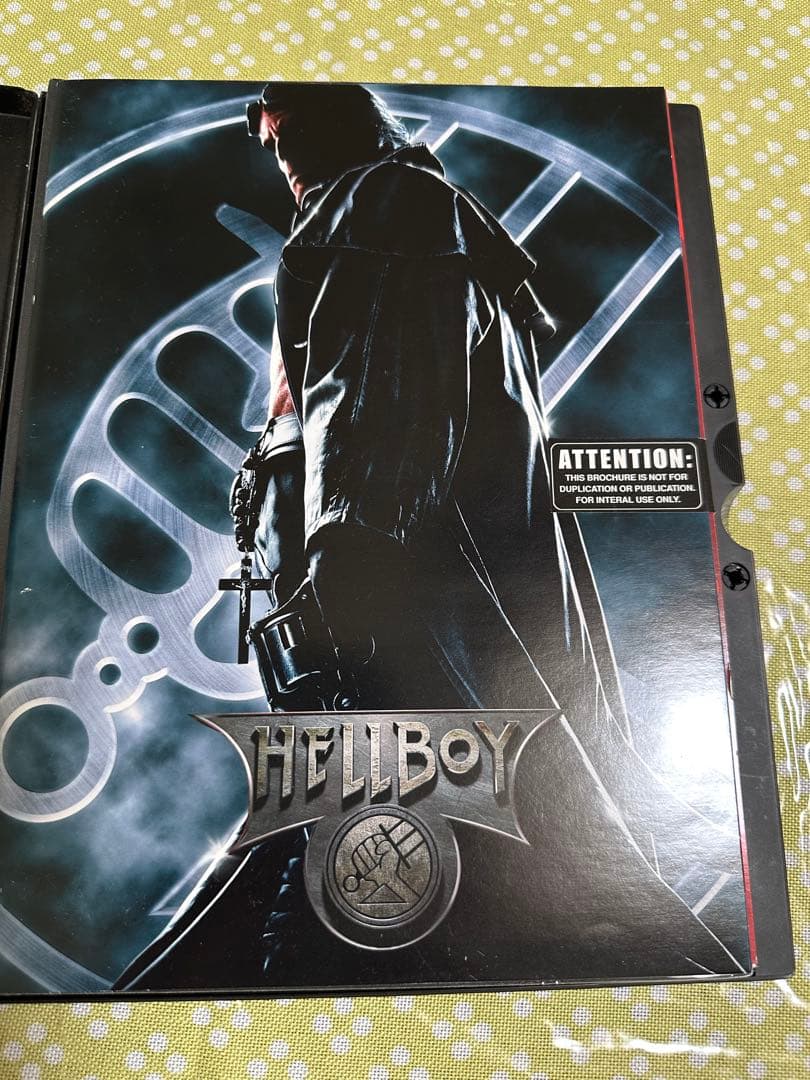 ATTENTION:
THIS BROCHURE IS NOT FOR
DUPLICATION OR PUBLICATION.
FOR INTERAL USE ONLY.
HELLBOY